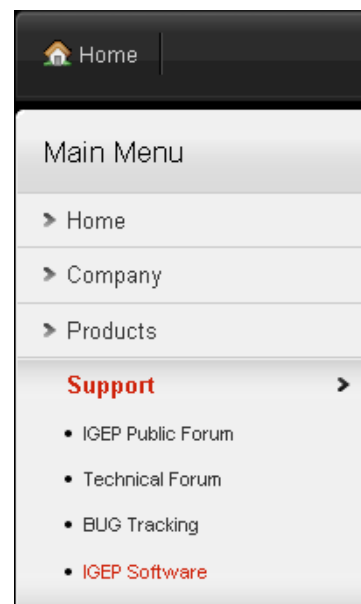 Home
Main Menu
Home
Company
Products
Support
IGEP Public Forum
Technical Forum
BUG Tracking
IGEP Software